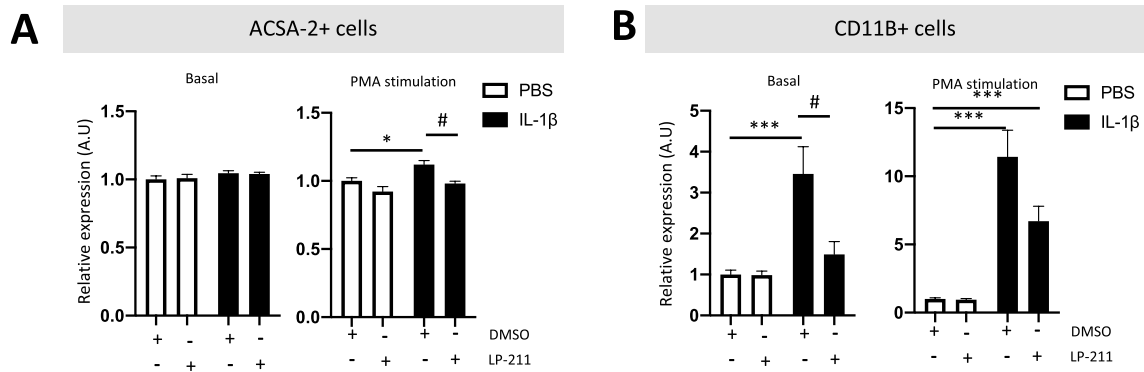 A
ACSA-2+ cells
Basal
PMA stimulation
PBS
IL-1β
Relative expression (A.U)
1.5
1.0
0.5
0.0
1.5
1.0
0.5
0.0
*
#
+ - + - DMSO
- + - + LP-211
+ - + -
- + - +
B
CD11B+ cells
Basal
PMA stimulation
PBS
IL-1β
Relative expression (A.U)
5
4
3
2
1
0
***
#
15
10
5
0
***
***
+ - + - DMSO
- + - + LP-211
+ - + -
- + - +